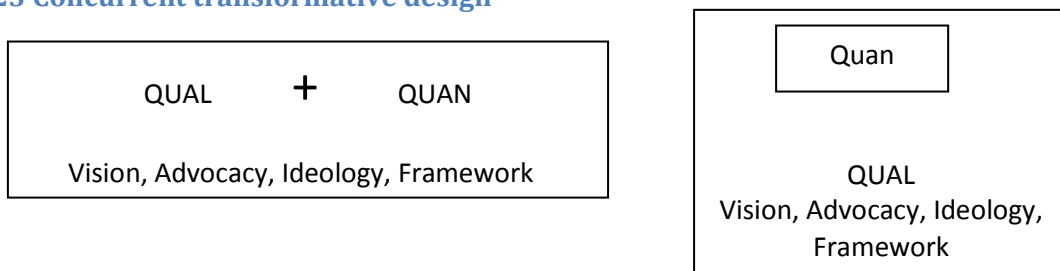 Concurrent transformative design
QUAL + QUAN
Vision, Advocacy, Ideology, Framework
Quan
QUAL
Vision, Advocacy, Ideology,
Framework